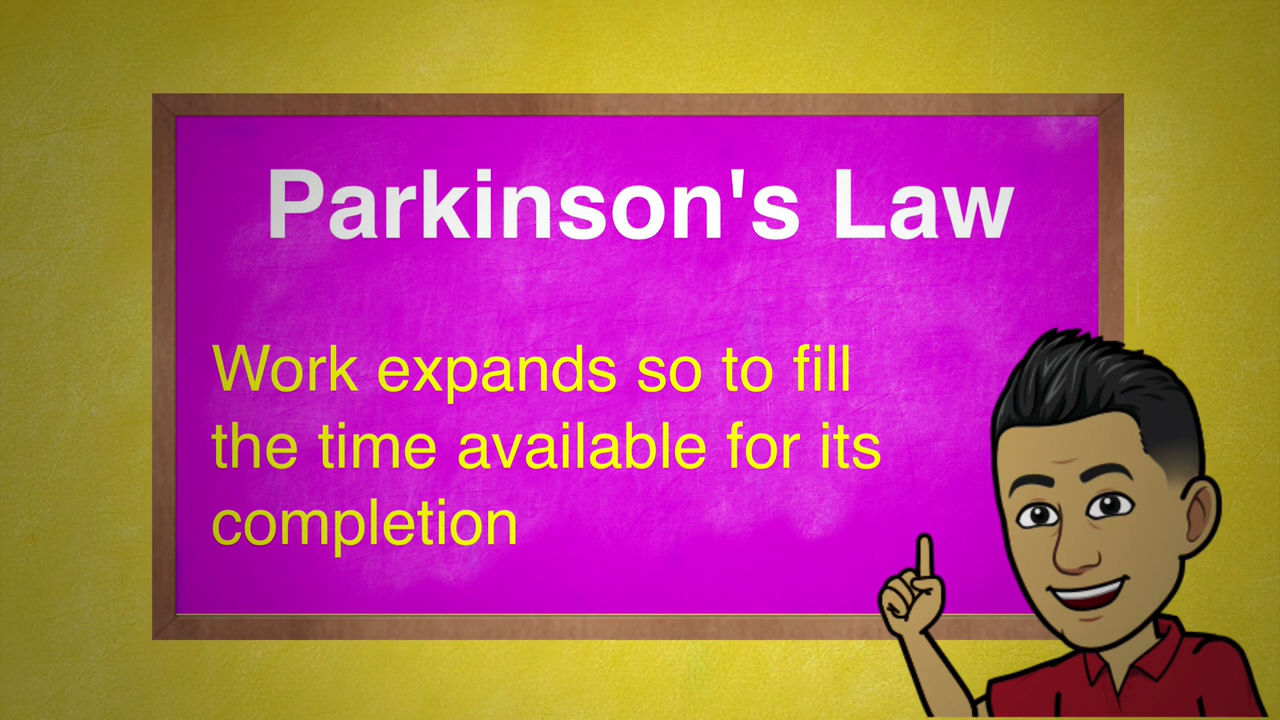 Parkinson's Law
Work expands so to fill
the time available for its
completion